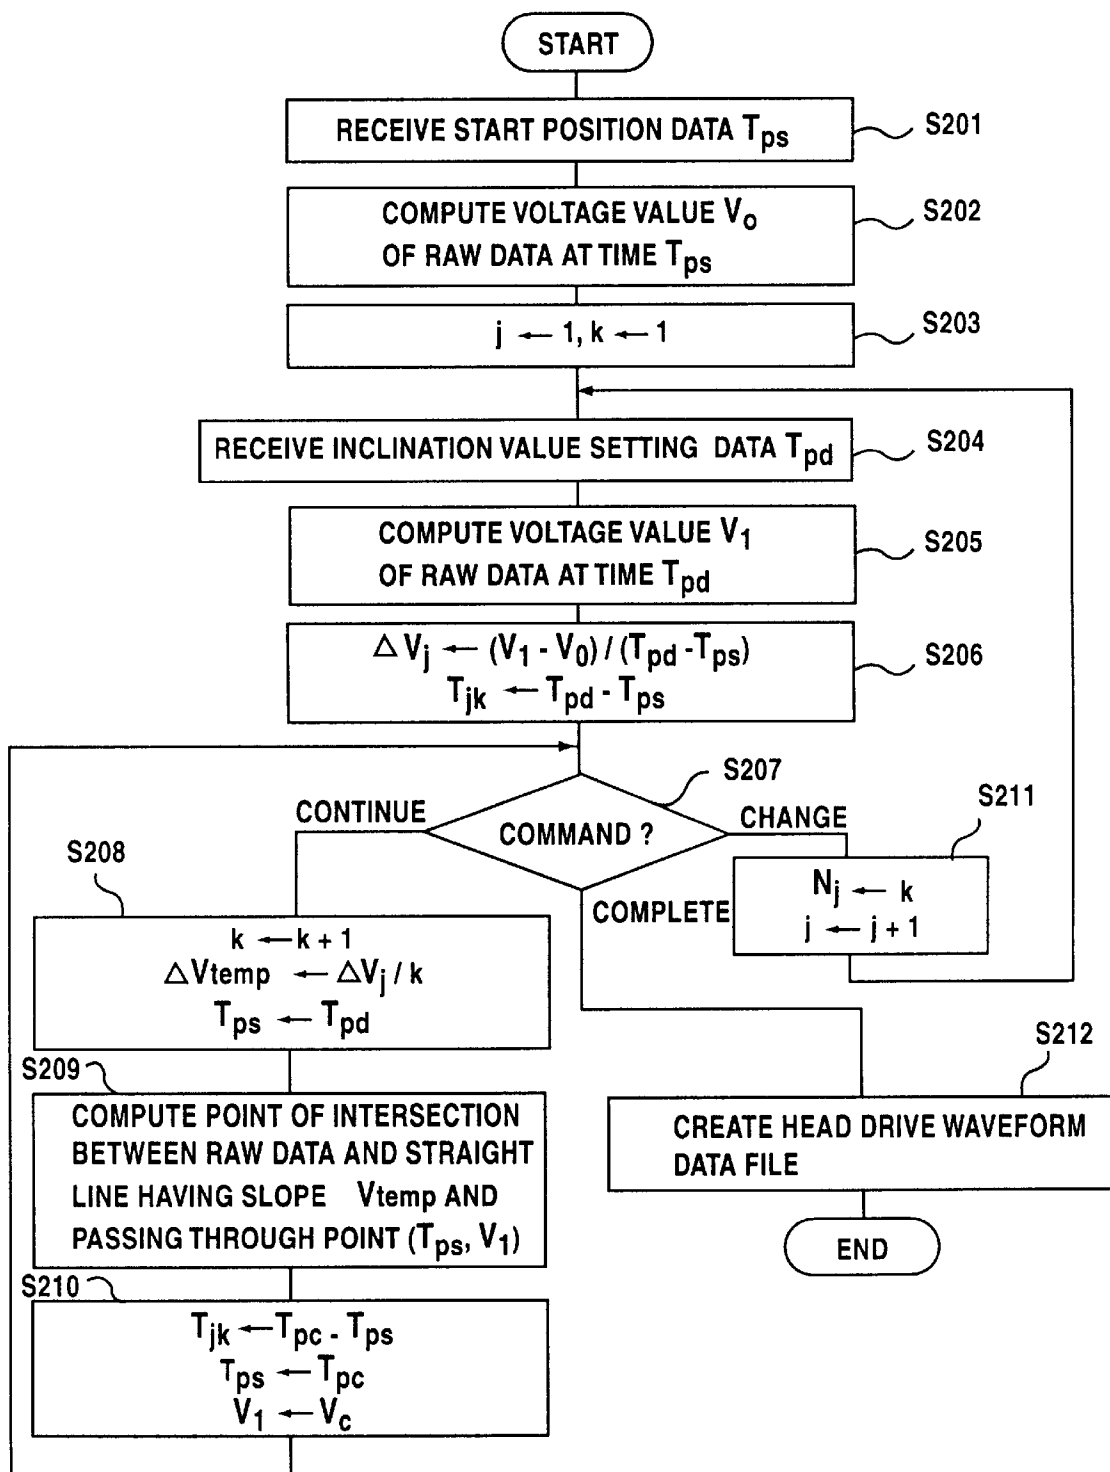 START
RECEIVE START POSITION DATA Tps
S201
COMPUTE VOLTAGE VALUE Vo
OF RAW DATA AT TIME Tps
S202
j ← 1, k ← 1
S203
RECEIVE INCLINATION VALUE SETTING DATA Tpd
S204
COMPUTE VOLTAGE VALUE V1
OF RAW DATA AT TIME Tpd
S205
△ Vj ← (V1 - V0) / (Tpd - Tps)
Tjk ← Tpd - Tps
S206
S207
COMMAND ?
CONTINUE
CHANGE
COMPLETE
S211
Nj ← k
j ← j + 1
S208
k ← k + 1
△Vtemp ← △Vj / k
Tps ← Tpd
S209
COMPUTE POINT OF INTERSECTION
BETWEEN RAW DATA AND STRAIGHT
LINE HAVING SLOPE Vtemp AND
PASSING THROUGH POINT (Tps, V1)
S210
Tjk ← Tpc - Tps
Tps ← Tpc
V1 ← Vc
S212
CREATE HEAD DRIVE WAVEFORM
DATA FILE
END